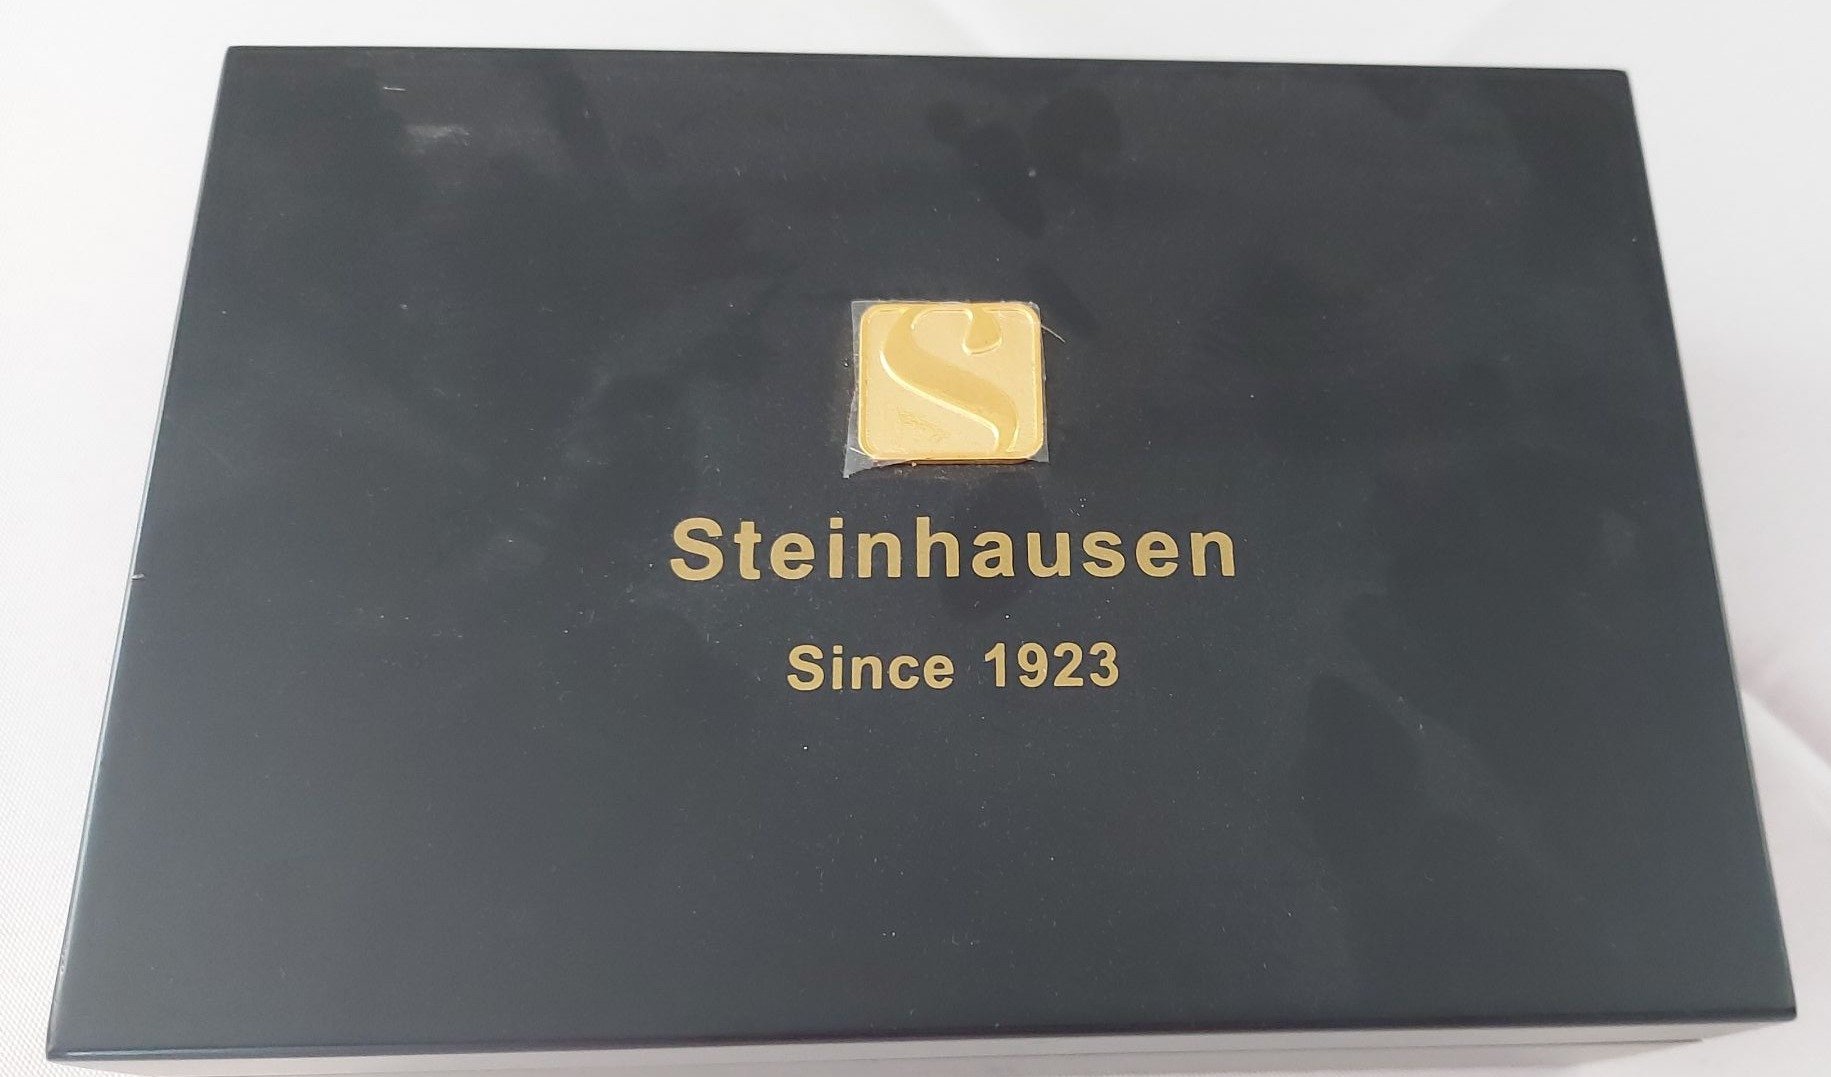 S
Steinhausen
Since 1923